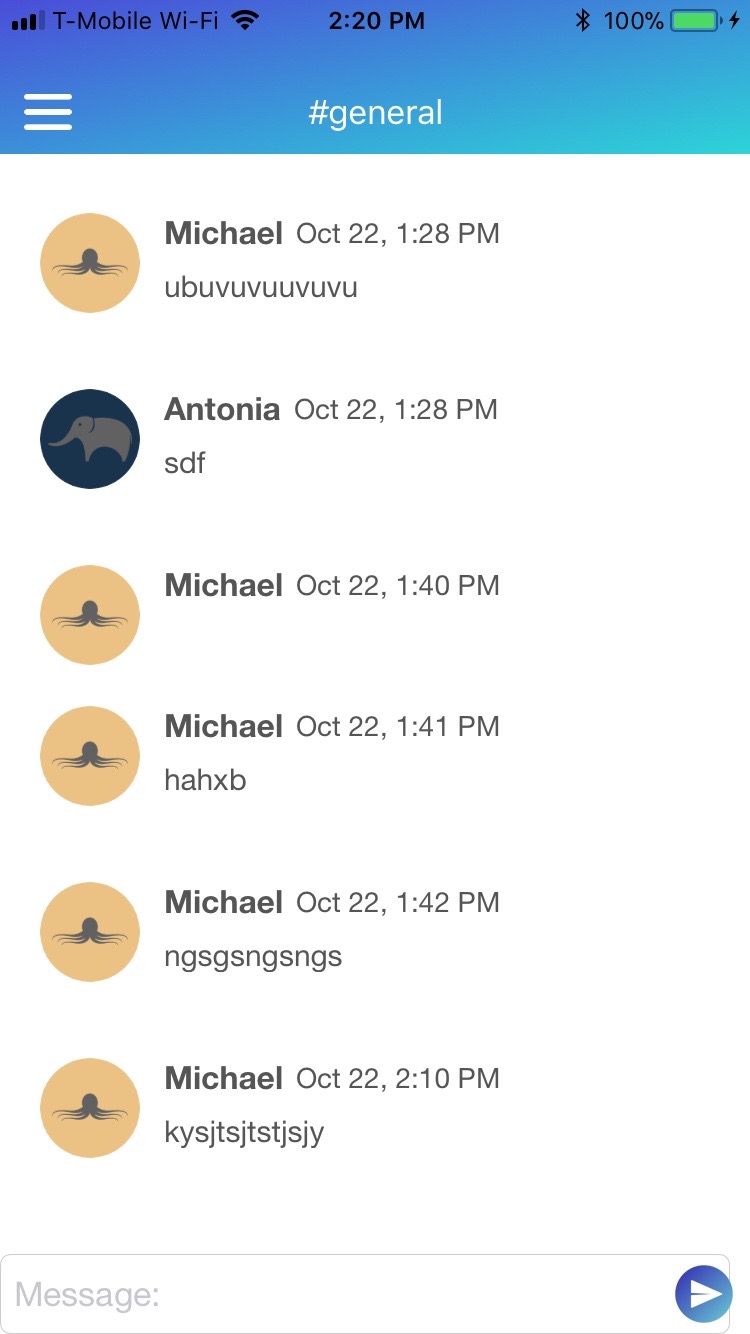 T-Mobile Wi-Fi 2:20 PM 100%
#general
Michael Oct 22, 1:28 PM
ubuvuvuuvuvu
Antonia Oct 22, 1:28 PM
sdf
Michael Oct 22, 1:40 PM
Michael Oct 22, 1:41 PM
hahxb
Michael Oct 22, 1:42 PM
ngsgsngsngs
Michael Oct 22, 2:10 PM
kysjtsjtstjsjy
Message: